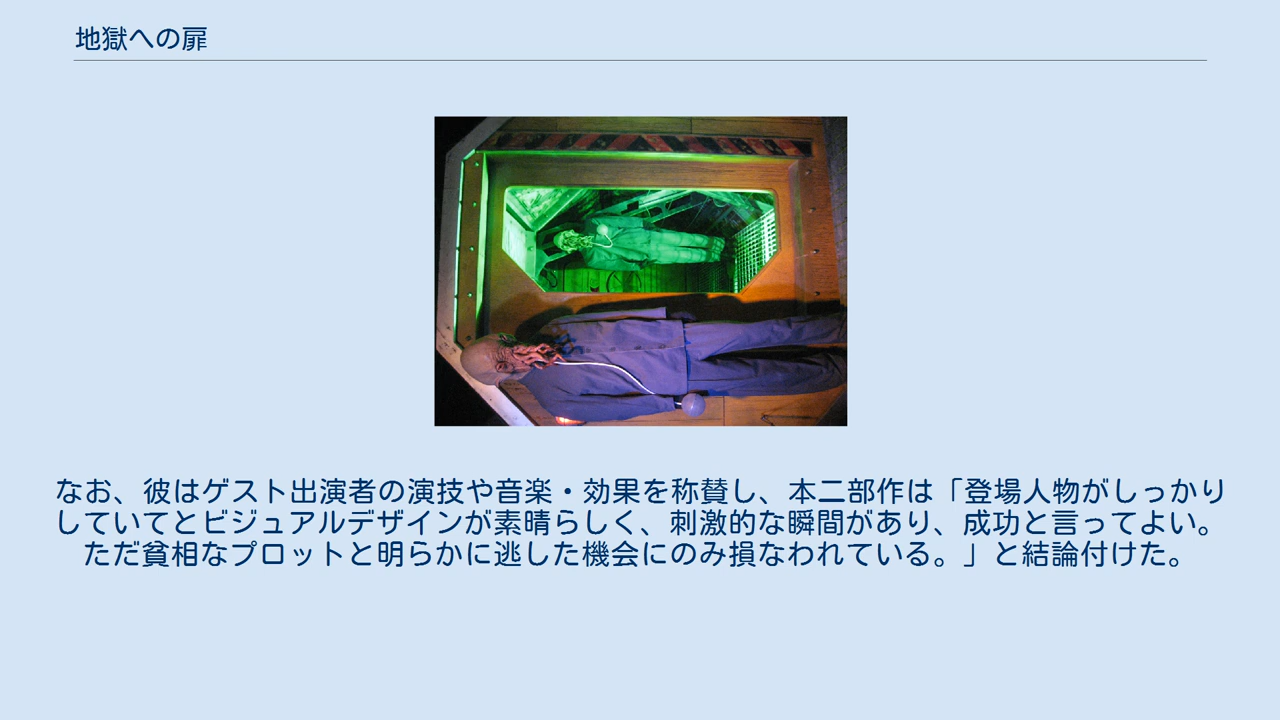 地獄への扉
なお、彼はゲスト出演者の演技や音楽・効果を称賛し、本二部作は「登場人物がしっかり
していてとビジュアルデザインが素晴らしく、刺激的な瞬間があり、成功と言ってよい。
ただ貧相なプロットと明らかに逃した機会にのみ損なわれている。」と結論付けた。